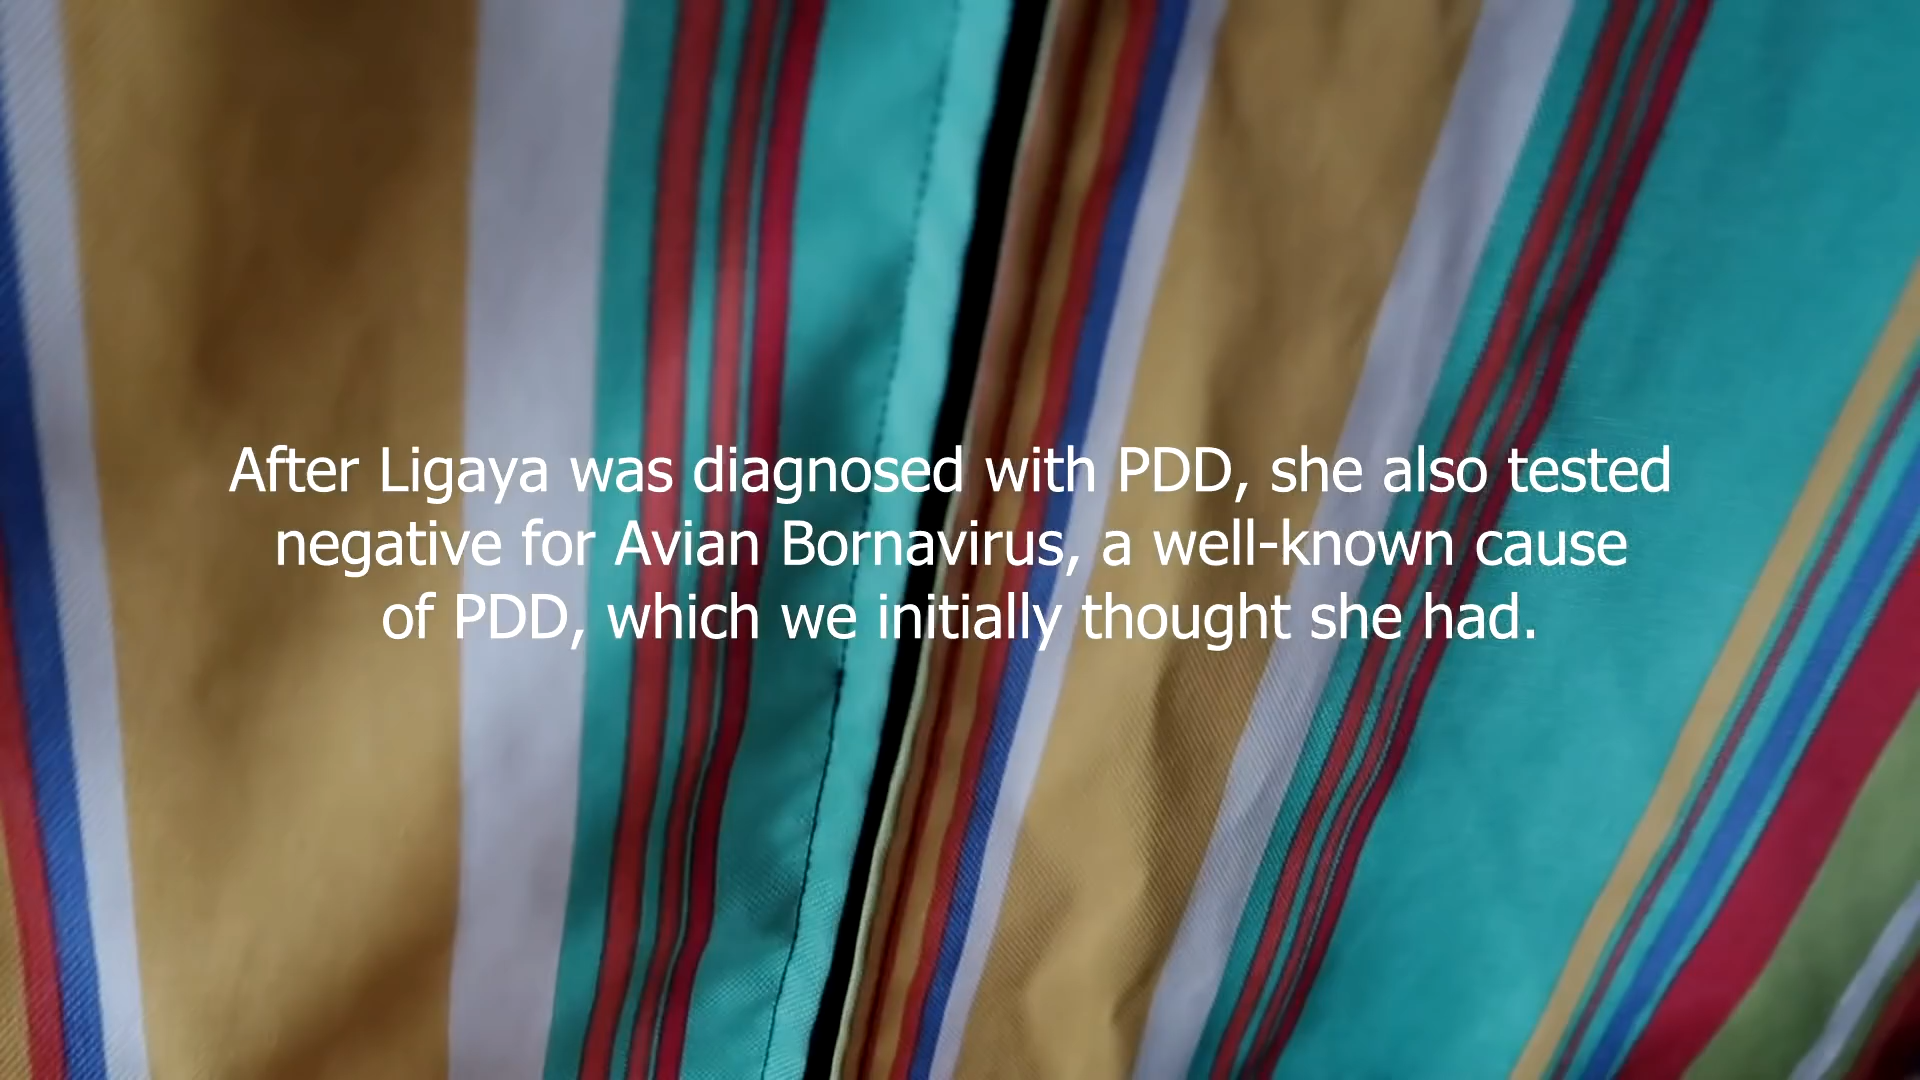 After Ligaya was diagnosed with PDD, she also tested
negative for Avian Bornavirus, a well-known cause
of PDD, which we initially thought she had.